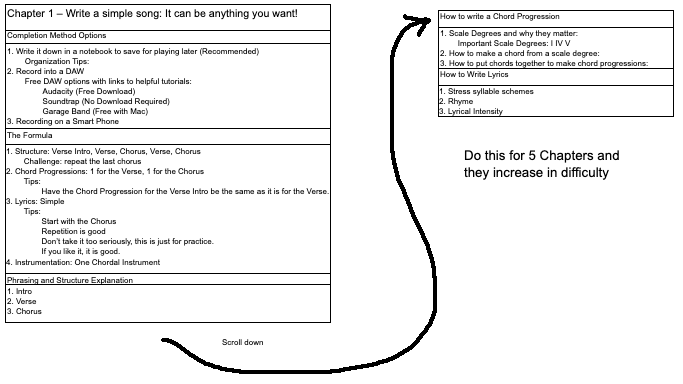 Chapter 1 – Write a simple song: It can be anything you want!
Completion Method Options
1. Write it down in a notebook to save for playing later (Recommended)
Organization Tips:
2. Record into a DAW
Free DAW options with links to helpful tutorials:
Audacity (Free Download)
Soundtrap (No Download Required)
Garage Band (Free with Mac)
3. Recording on a Smart Phone
The Formula
1. Structure: Verse Intro, Verse, Chorus, Verse, Chorus
Challenge: repeat the last chorus
2. Chord Progressions: 1 for the Verse, 1 for the Chorus
Tips:
Have the Chord Progression for the Verse Intro be the same as it is for the Verse.
3. Lyrics: Simple
Tips:
Start with the Chorus
Repetition is good
Don't take it too seriously, this is just for practice.
If you like it, it is good.
4. Instrumentation: One Chordal Instrument
Phrasing and Structure Explanation
1. Intro
2. Verse
3. Chorus
Scroll down
How to write a Chord Progression
1. Scale Degrees and why they matter:
Important Scale Degrees: I IV V
2. How to make a chord from a scale degree:
3. How to put chords together to make chord progressions:
How to Write Lyrics
1. Stress syllable schemes
2. Rhyme
3. Lyrical Intensity
Do this for 5 Chapters and
they increase in difficulty